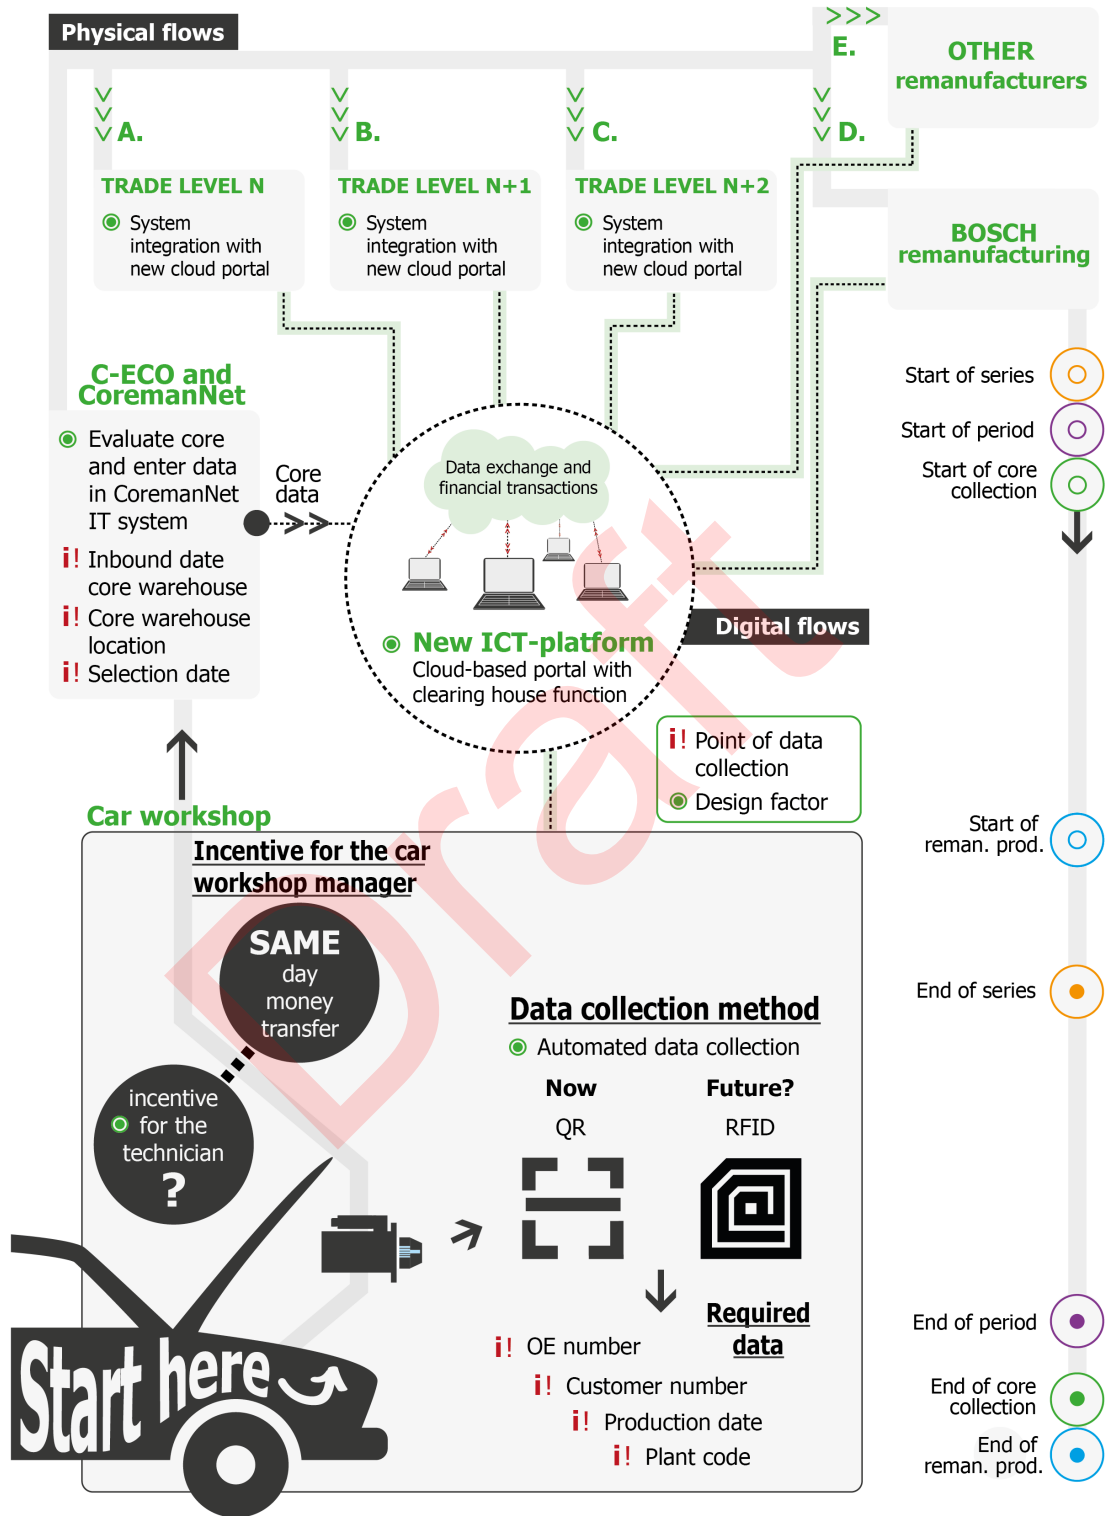 Physical flows
E.
OTHER
remanufacturers
A.
B.
C.
D.
TRADE LEVEL N
System
integration with
new cloud portal
TRADE LEVEL N+1
System
integration with
new cloud portal
TRADE LEVEL N+2
System
integration with
new cloud portal
BOSCH
remanufacturing
C-ECO and
CoremanNet
Evaluate core
and enter data
in CoremanNet
IT system
i! Inbound date
core warehouse
i! Core warehouse
location
i! Selection date
Core
data
Data exchange and
financial transactions
New ICT-platform
Cloud-based portal with
clearing house function
Digital flows
i! Point of data
collection
Design factor
Start of series
Start of period
Start of core
collection
Start of
reman. prod.
End of series
End of period
End of core
collection
End of
reman. prod.
Car workshop
Incentive for the car
workshop manager
SAME
day
money
transfer
incentive
for the
technician
?
Data collection method
Automated data collection
Now
QR
Future?
RFID
Required
data
i! OE number
i! Customer number
i! Production date
i! Plant code
Start here
Draft